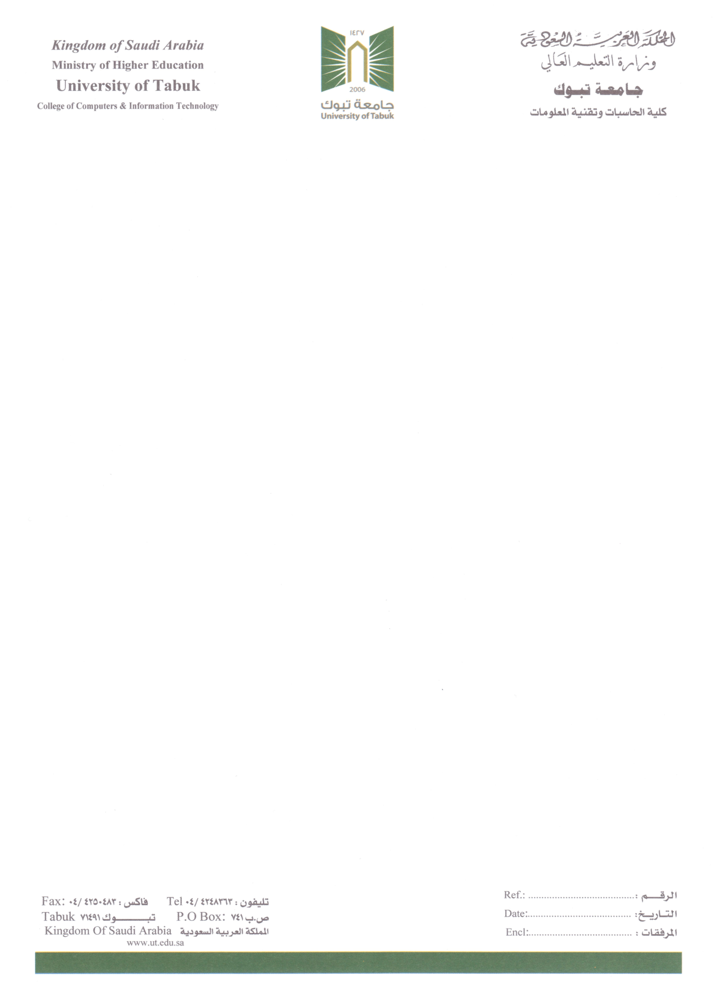 Kingdom of Saudi Arabia
Ministry of Higher Education
University of Tabuk
College of Computers & Information Technology
١٤٢٧
2006
جامعة تبوك
University of Tabuk
المملكة العربية السعودية
وزارة التعليم العالي
جامعة تبوك
كلية الحاسبات وتقنية المعلومات
Fax: ٠٤/ ٤٢٥٠٤٨٣ : فاكس Tel ٠٤/ ٤٢٤٨٣٦٣ : تليفون
Tabuk ٧١٤٩١ تبـــوك P.O Box: ٧٤١ ص.ب
Kingdom Of Saudi Arabia المملكة العربية السعودية
www.ut.edu.sa
Ref.: ....................................: الرقـــم
Date:................................... :التـاريـخ
Encl:................................... : المرفقات